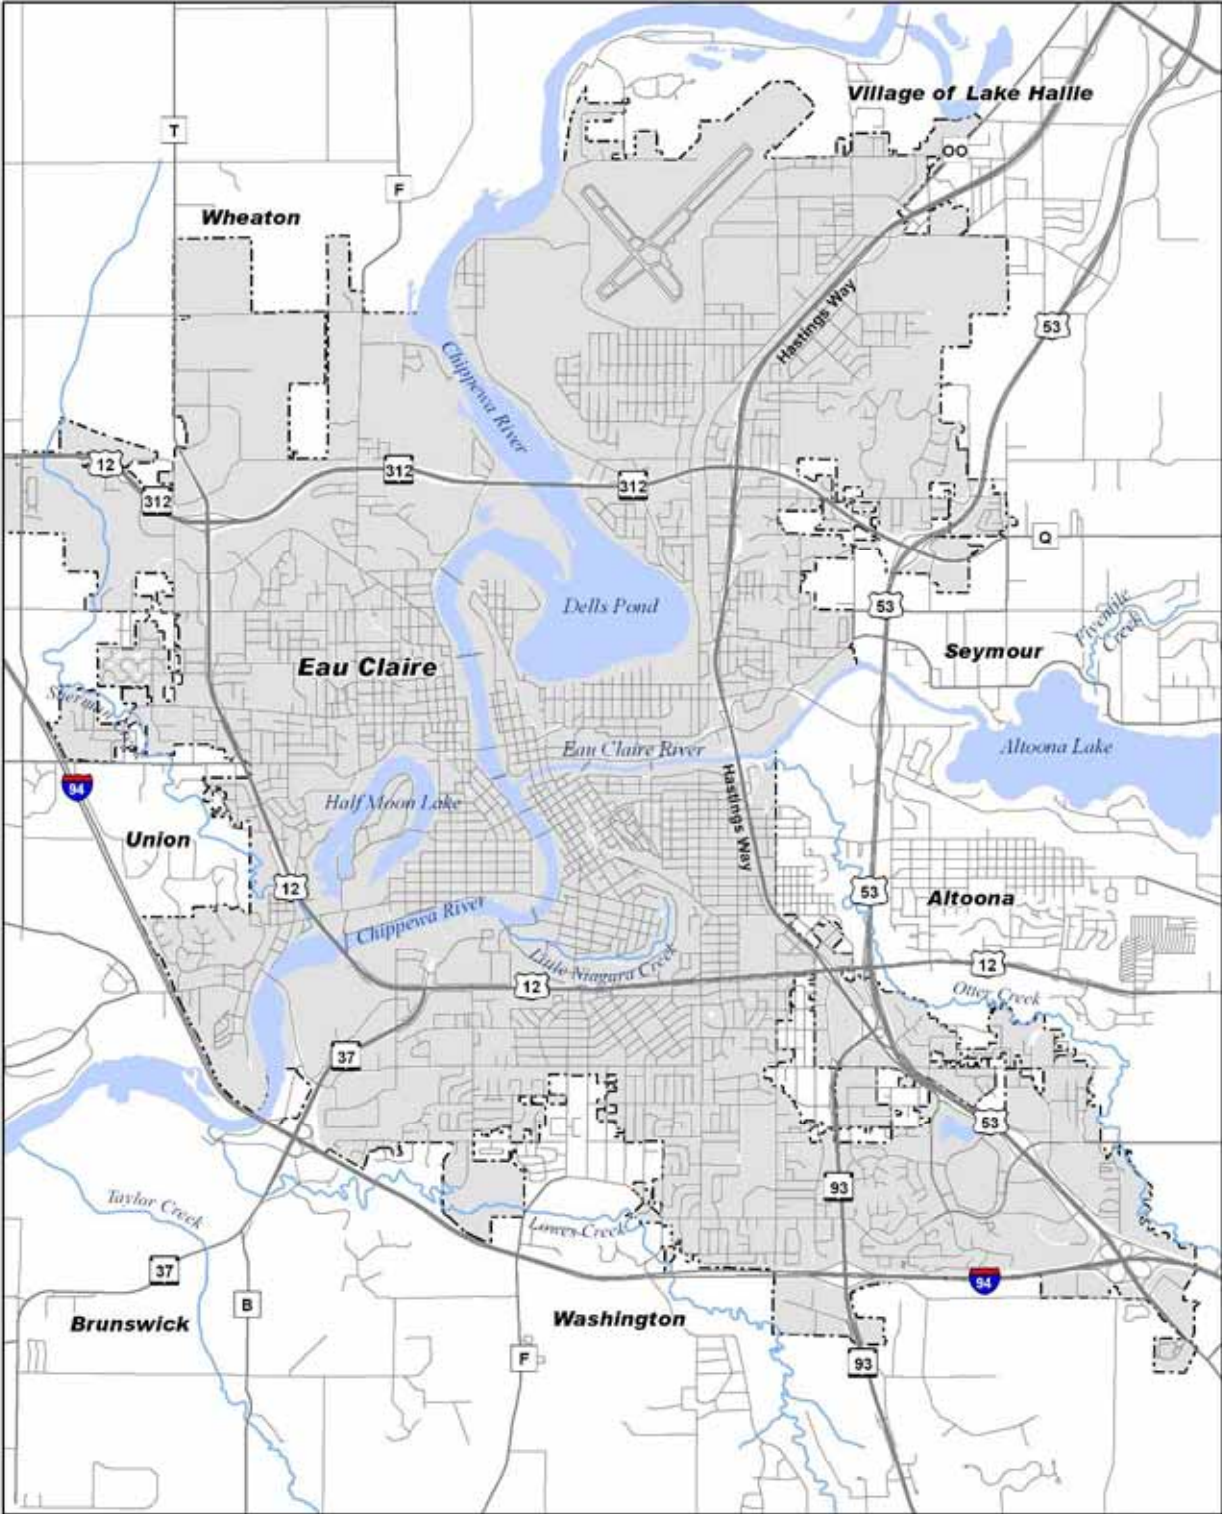 Village of Lake Hallie
T
OO
F
Wheaton
Hastings Way
53
Chippewa River
12
312
312
312
Q
53
Dells Pond
Fivemile
Creek
Seymour
Eau Claire
Sherman
Eau Claire River
Altoona Lake
94
Half Moon Lake
Hastings Way
Union
12
53
Altoona
Chippewa River
Little Niagara Creek
12
12
Otter Creek
37
53
93
Taylor Creek
Lowes Creek
37
94
B
Brunswick
Washington
F
93